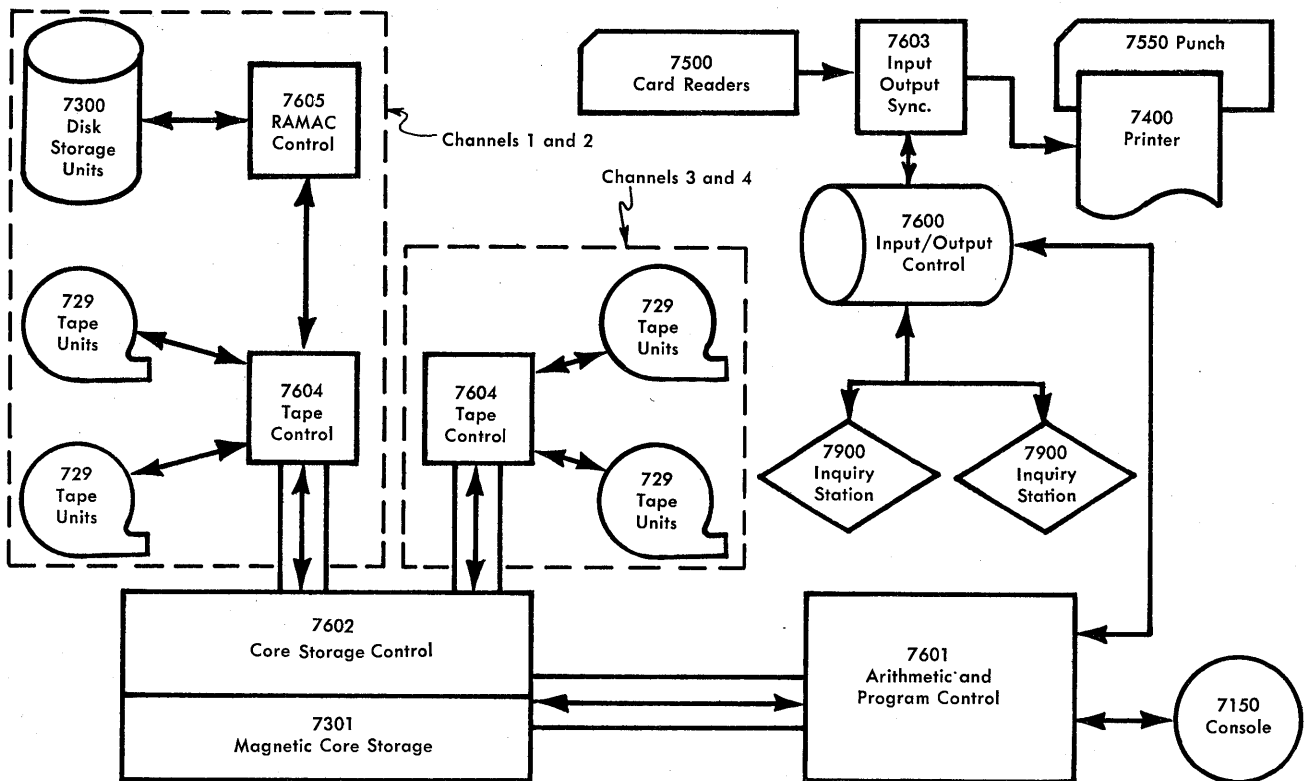 7300
Disk
Storage
Units
7605
RAMAC
Control
Channels 1 and 2
7500
Card Readers
7603
Input
Output
Sync.
7550 Punch
7400
Printer
Channels 3 and 4
7600
Input/Output
Control
729
Tape
Units
729
Tape
Units
7604
Tape
Control
7604
Tape
Control
729
Tape
Units
729
Tape
Units
7900
Inquiry
Station
7900
Inquiry
Station
7602
Core Storage Control
7301
Magnetic Core Storage
7601
Arithmetic and
Program Control
7150
Console